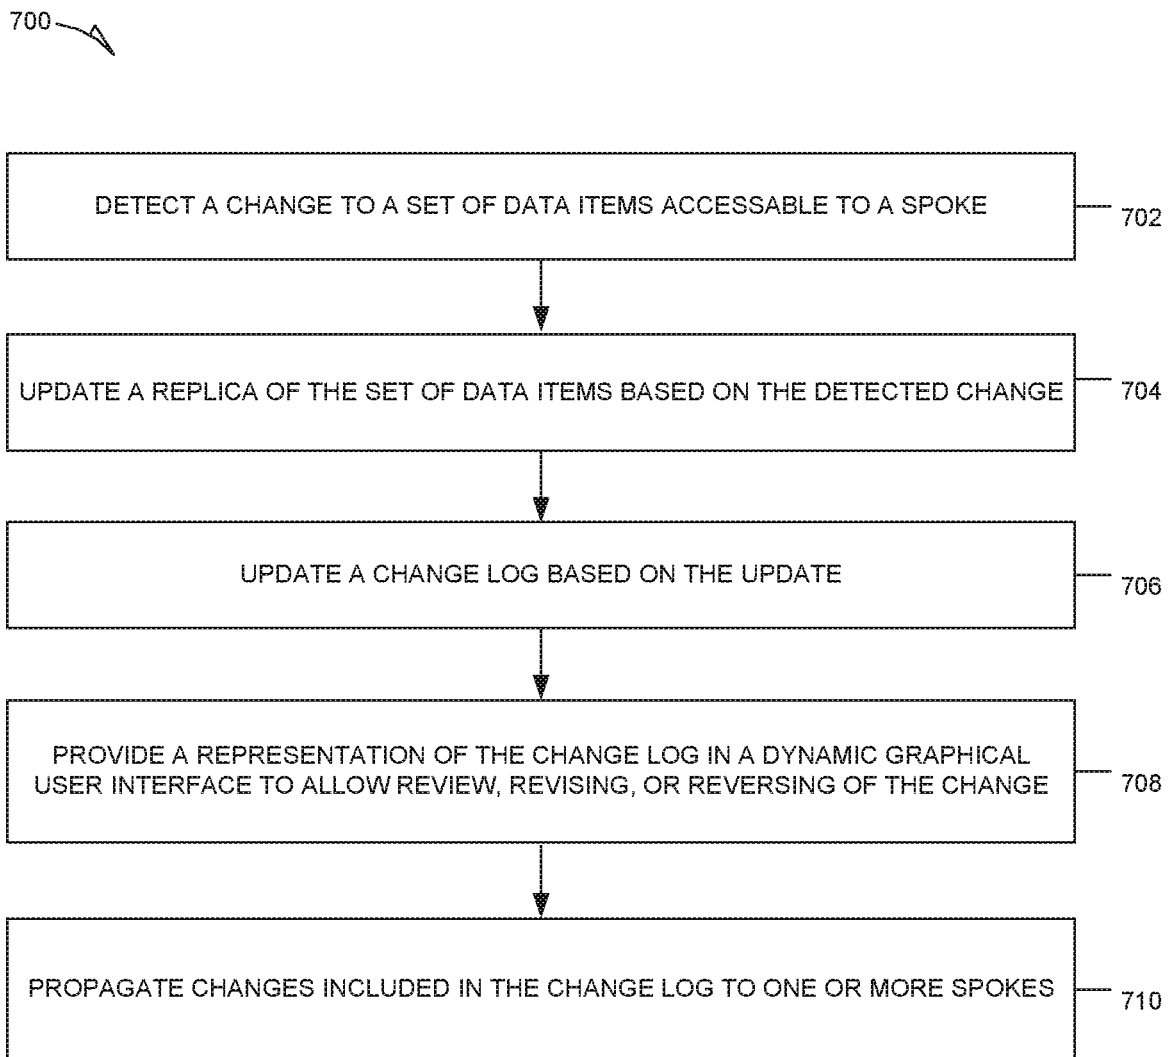 700
DETECT A CHANGE TO A SET OF DATA ITEMS ACCESSABLE TO A SPOKE
702
UPDATE A REPLICA OF THE SET OF DATA ITEMS BASED ON THE DETECTED CHANGE
704
UPDATE A CHANGE LOG BASED ON THE UPDATE
706
PROVIDE A REPRESENTATION OF THE CHANGE LOG IN A DYNAMIC GRAPHICAL
USER INTERFACE TO ALLOW REVIEW, REVISING, OR REVERSING OF THE CHANGE
708
PROPAGATE CHANGES INCLUDED IN THE CHANGE LOG TO ONE OR MORE SPOKES
710